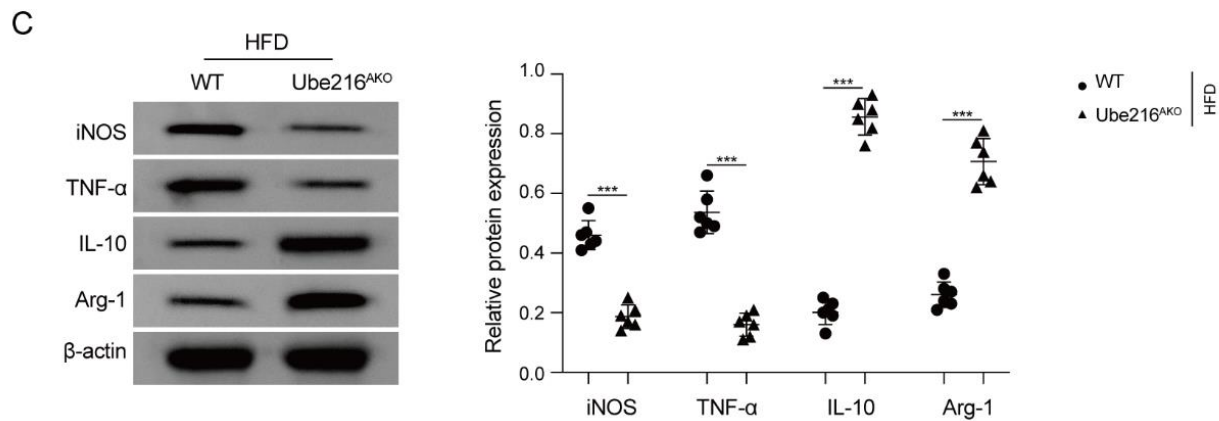 C
HFD
WT Ube216AKO
iNOS
TNF-α
IL-10
Arg-1
β-actin
Relative protein expression
1.0
0.8
0.6
0.4
0.2
0.0
***
***
***
***
iNOS TNF-α IL-10 Arg-1
WT
Ube216AKO
HFD